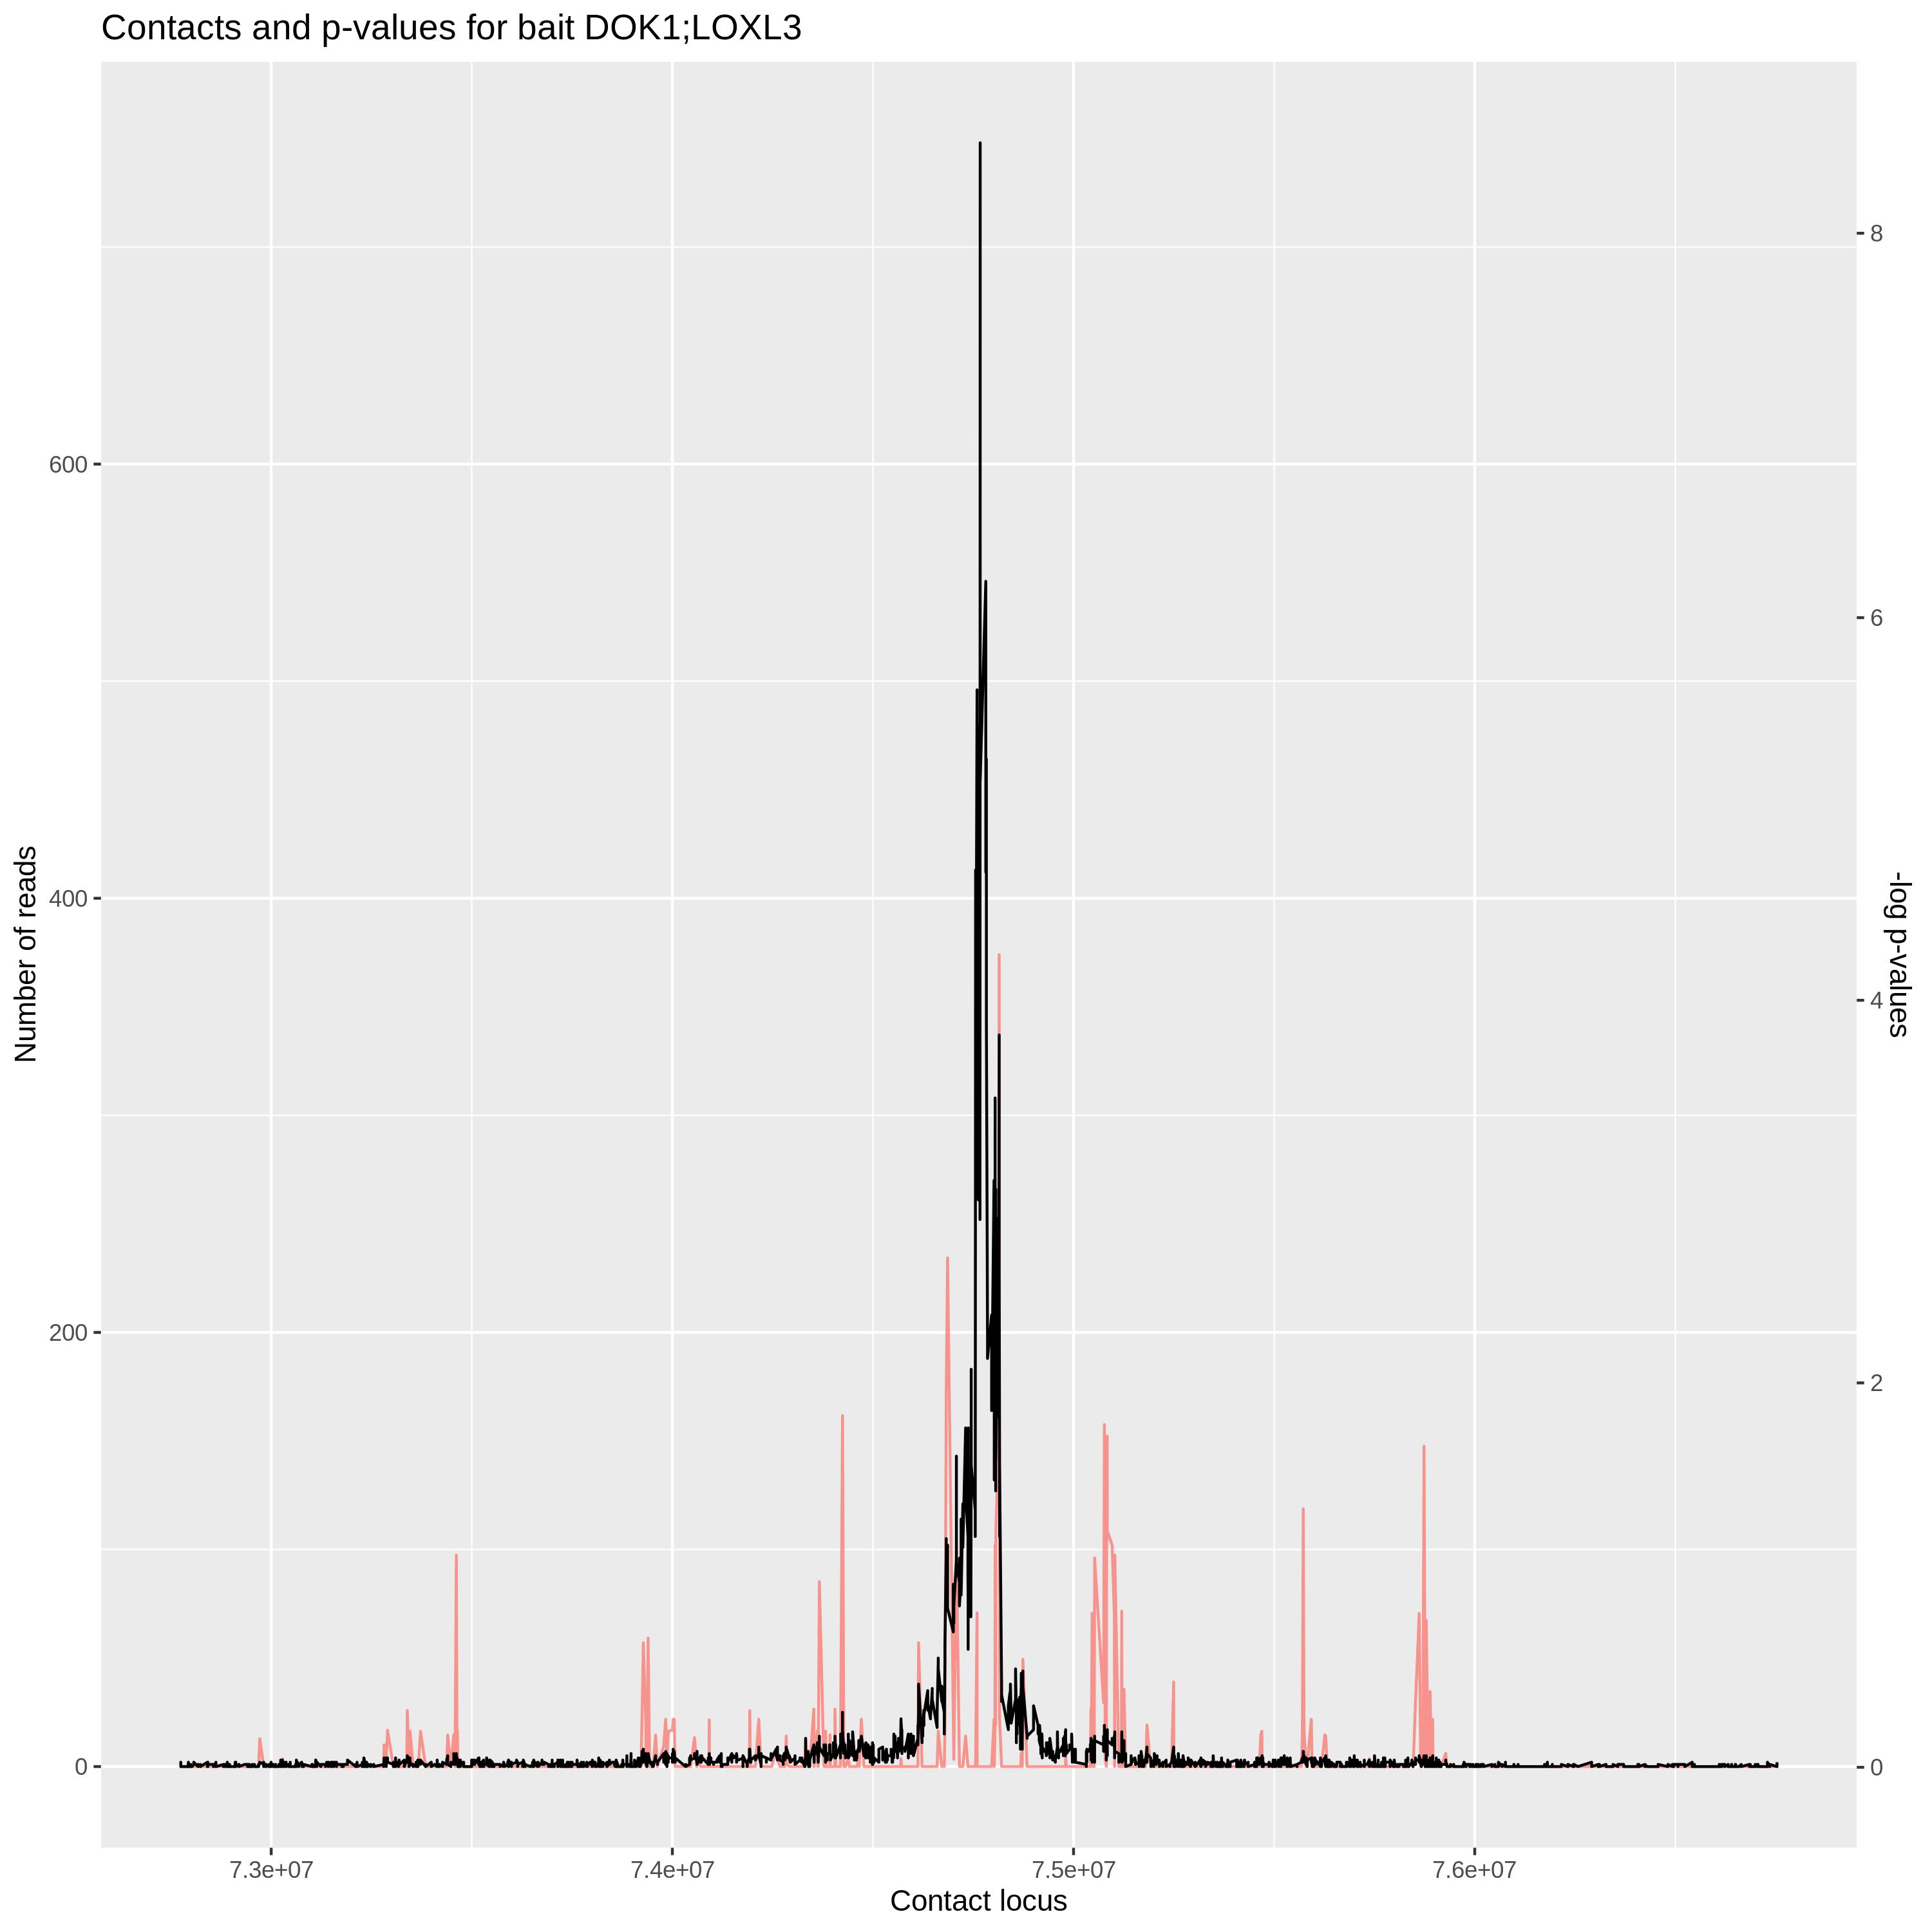 Contacts and p-values for bait DOK1;LOXL3
Number of reads
600
400
200
0
8
6
4
2
0
-log p-values
7.3e+07
7.4e+07
7.5e+07
7.6e+07
Contact locus